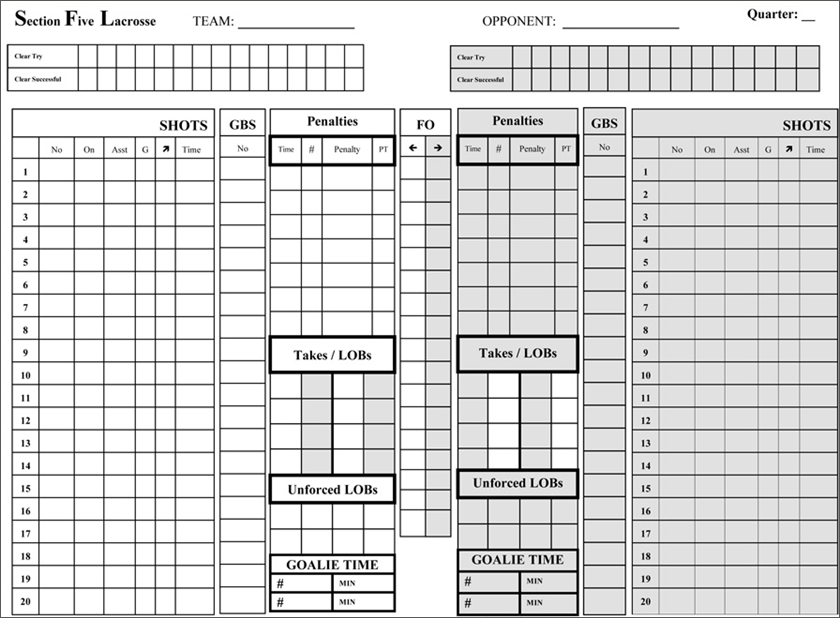 Section Five Lacrosse TEAM: OPPONENT: Quarter: __
Clear Try
Clear Successful
Clear Try
Clear Successful
SHOTS
No On Asst G ↗ Time
1
2
3
4
5
6
7
8
9
10
11
12
13
14
15
16
17
18
19
20
GBS
No
Penalties
Time # Penalty PT
Takes / LOBs
Unforced LOBs
GOALIE TIME
# MIN
# MIN
FO
← →
Penalties
Time # Penalty PT
Takes / LOBs
Unforced LOBs
GOALIE TIME
# MIN
# MIN
GBS
No
SHOTS
No On Asst G ↗ Time
1
2
3
4
5
6
7
8
9
10
11
12
13
14
15
16
17
18
19
20